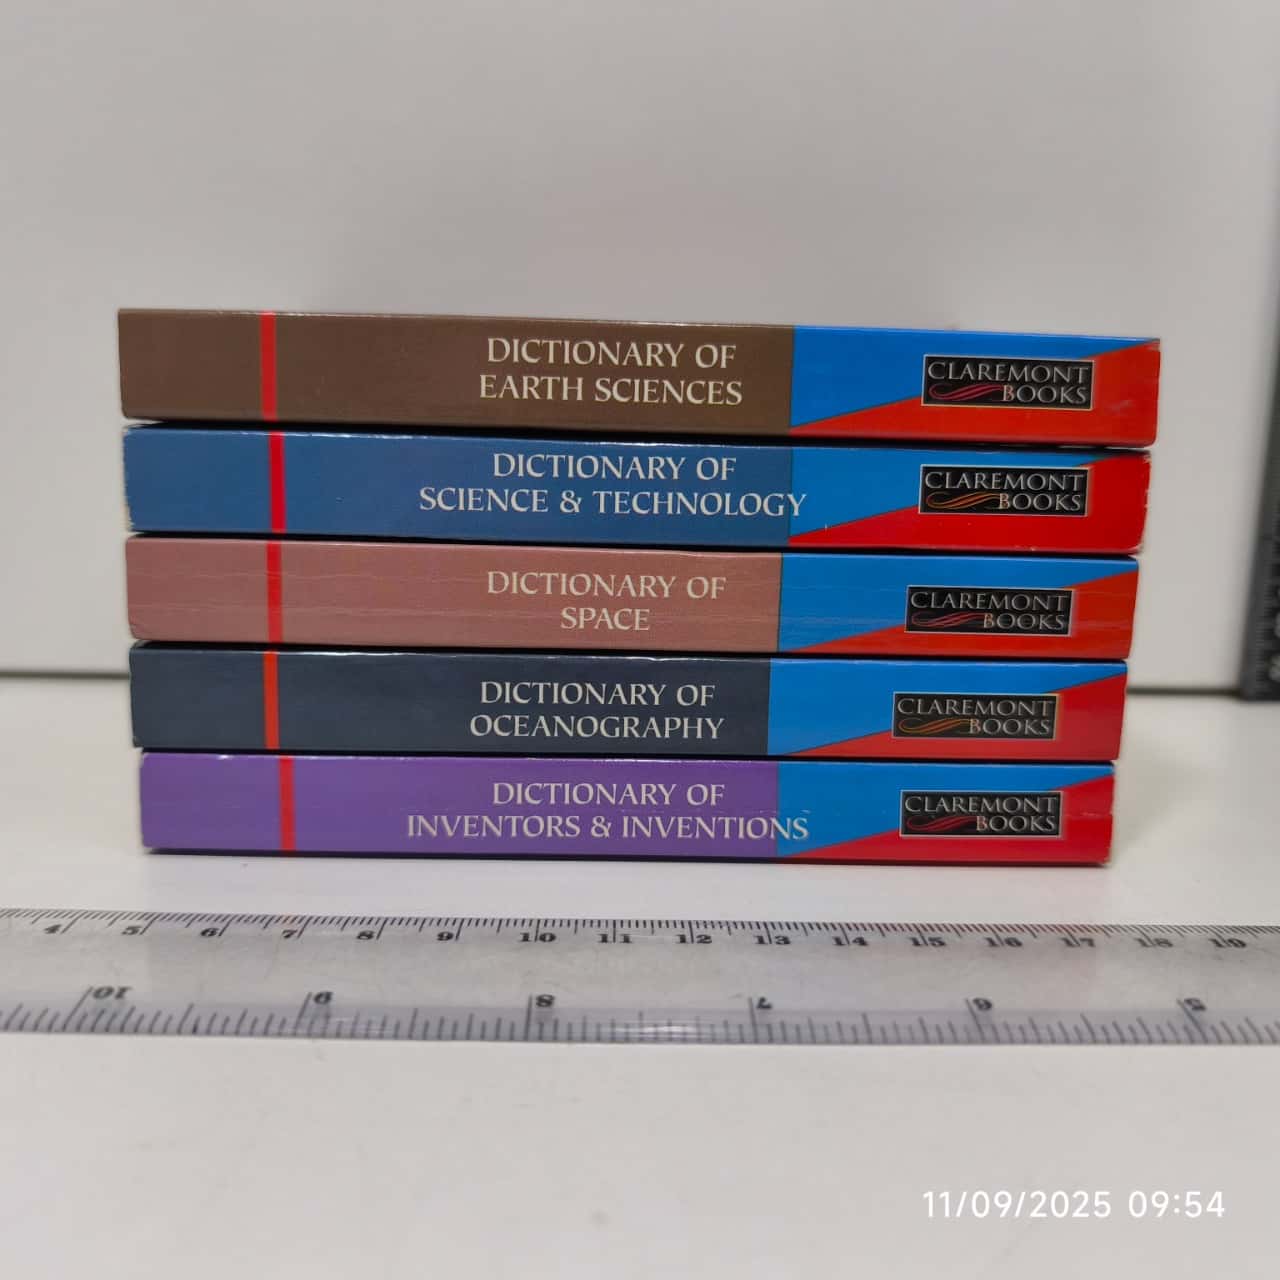 DICTIONARY OF
EARTH SCIENCES
CLAREMONT
BOOKS
DICTIONARY OF
SCIENCE & TECHNOLOGY
CLAREMONT
BOOKS
DICTIONARY OF
SPACE
CLAREMONT
BOOKS
DICTIONARY OF
OCEANOGRAPHY
CLAREMONT
BOOKS
DICTIONARY OF
INVENTORS & INVENTIONS
CLAREMONT
BOOKS
4 5 6 7 8 9 10 11 12 13 14 15 16 17 18 19
10 9 8 7 6 5
11/09/2025 09:54